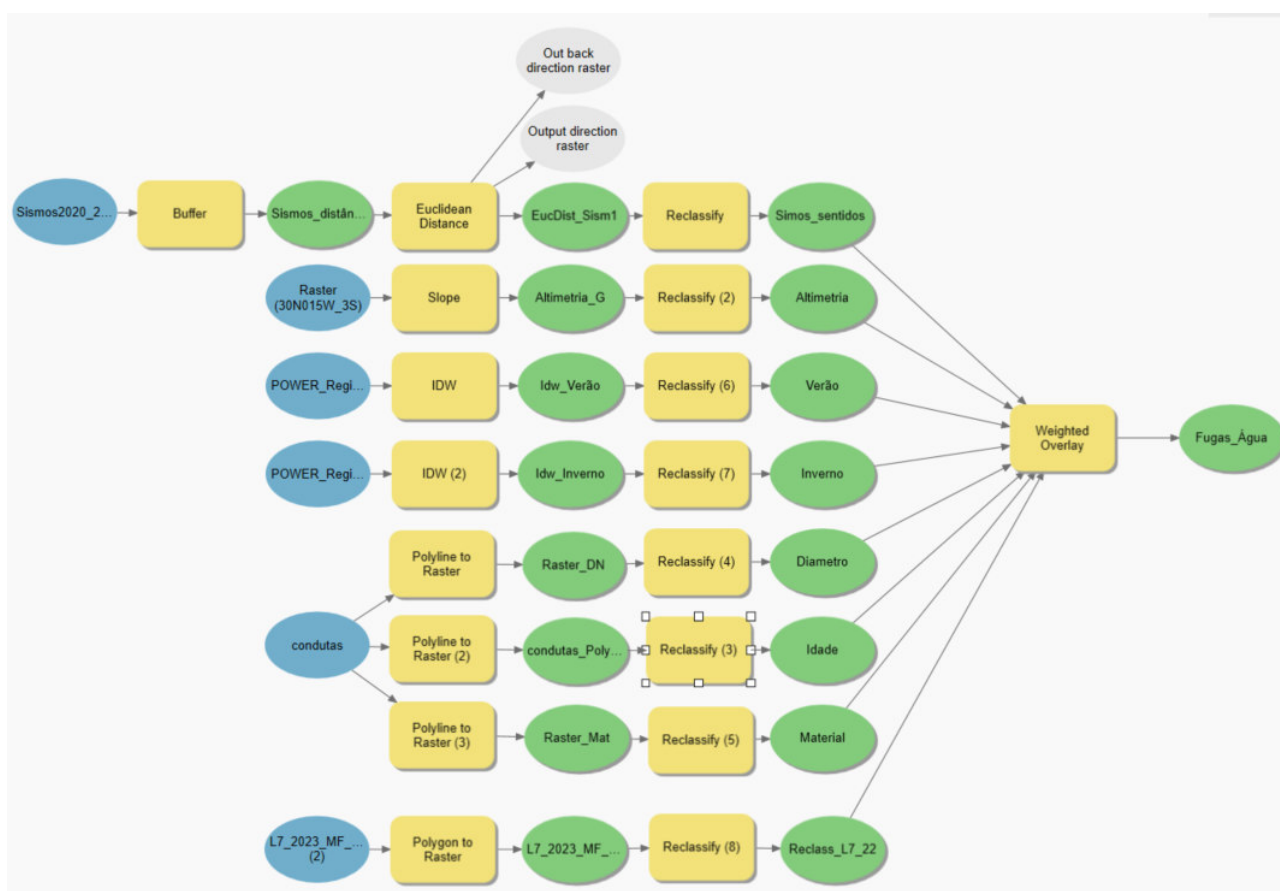 Out back
direction raster
Output direction
raster
Sismos2020_2...
Buffer
Sismos_distân...
Euclidean
Distance
EucDist_Sism1
Reclassify
Simos_sentidos
Raster
(30N015W_3S)
Slope
Altimetria_G
Reclassify (2)
Altimetria
POWER_Regi...
IDW
Idw_Verão
Reclassify (6)
Verão
Weighted
Overlay
Fugas_Água
POWER_Regi...
IDW (2)
Idw_Inverno
Reclassify (7)
Inverno
Polyline to
Raster
Raster_DN
Reclassify (4)
Diametro
condutas
Polyline to
Raster (2)
condutas_Poly...
Reclassify (3)
Idade
Polyline to
Raster (3)
Raster_Mat
Reclassify (5)
Material
L7_2023_MF_...
(2)
Polygon to
Raster
L7_2023_MF_...
Reclassify (8)
Reclass_L7_22